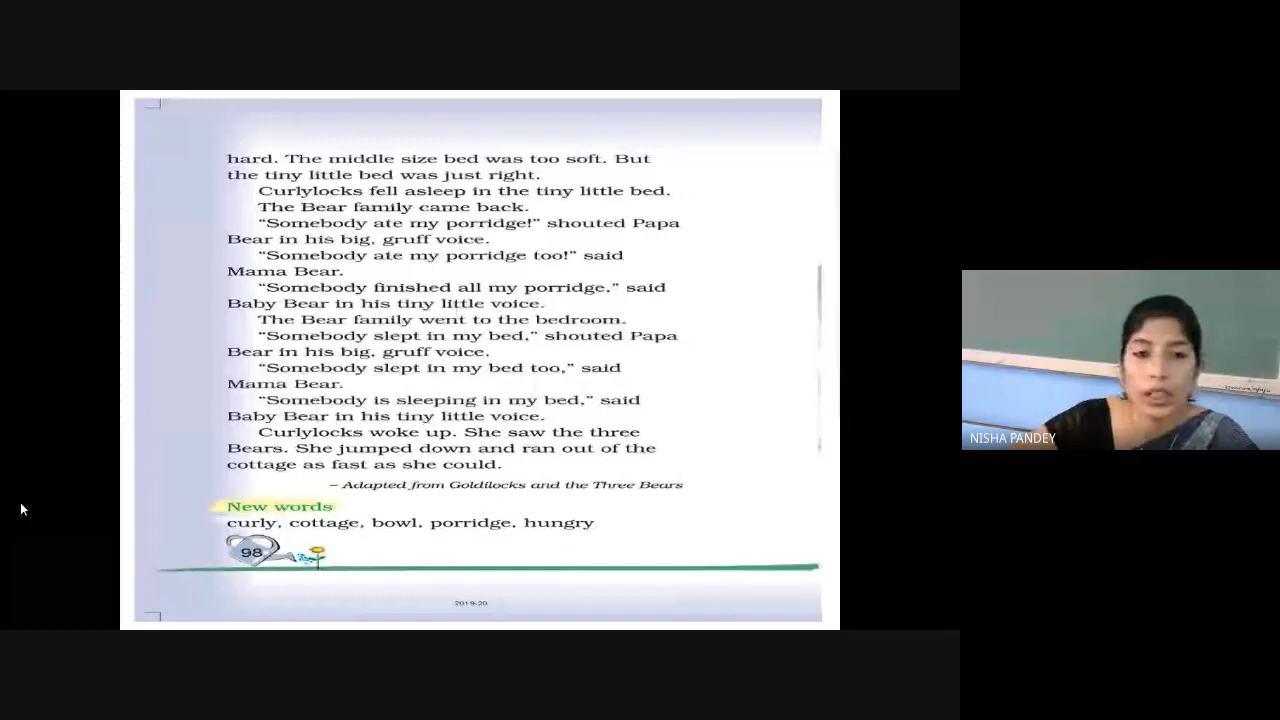 hard. The middle size bed was too soft. But
the tiny little bed was just right.
Curlylocks fell asleep in the tiny little bed.
The Bear family came back.
“Somebody ate my porridge!” shouted Papa
Bear in his big, gruff voice.
“Somebody ate my porridge too!” said
Mama Bear.
“Somebody finished all my porridge,” said
Baby Bear in his tiny little voice.
The Bear family went to the bedroom.
“Somebody slept in my bed,” shouted Papa
Bear in his big, gruff voice.
“Somebody slept in my bed too,” said
Mama Bear.
“Somebody is sleeping in my bed,” said
Baby Bear in his tiny little voice.
Curlylocks woke up. She saw the three
Bears. She jumped down and ran out of the
cottage as fast as she could.
– Adapted from Goldilocks and the Three Bears
New words
curly, cottage, bowl, porridge, hungry
98
2019-20
NISHA PANDEY